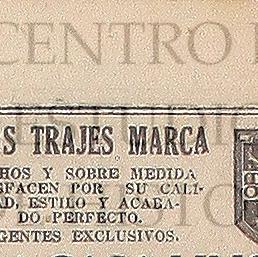 CENTRO
S TRAJES MARCA
HOS Y SOBRE MEDIDA
SFACEN POR SU CALI-
AD, ESTILO Y ACABA-
DO PERFECTO.
GENTES EXCLUSIVOS.